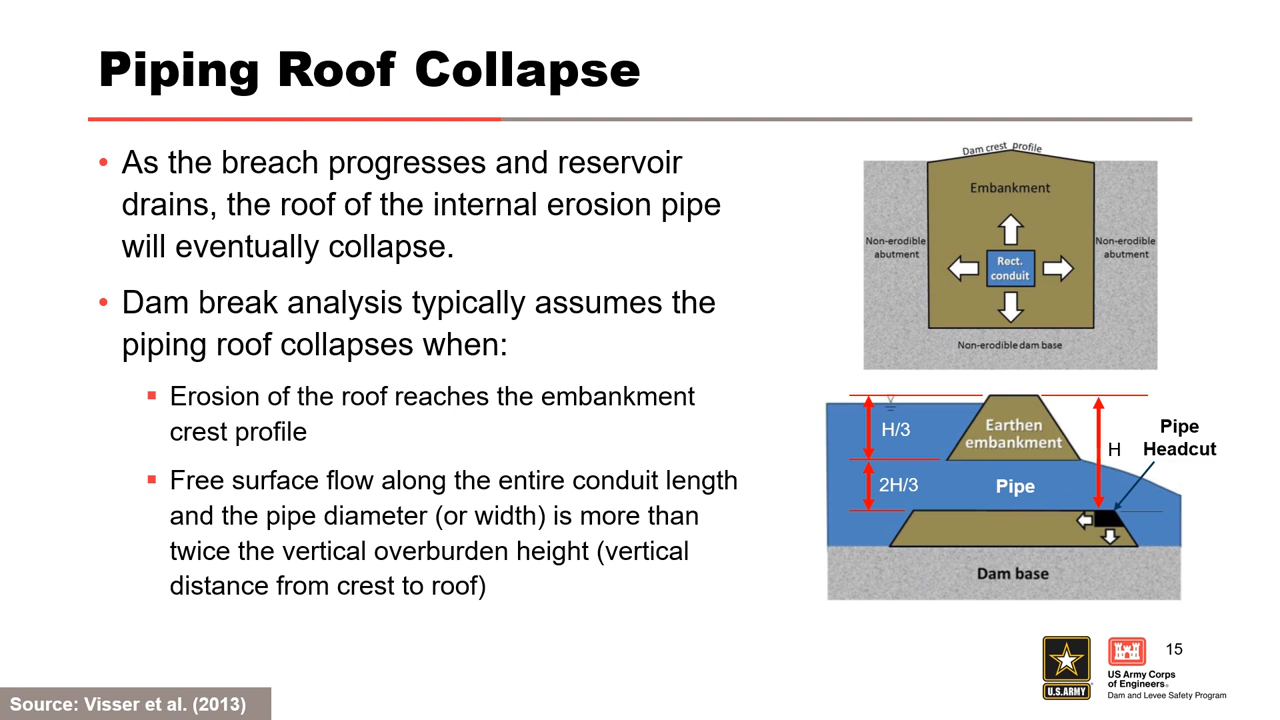 Piping Roof Collapse
• As the breach progresses and reservoir
drains, the roof of the internal erosion pipe
will eventually collapse.
• Dam break analysis typically assumes the
piping roof collapses when:
▪ Erosion of the roof reaches the embankment
crest profile
▪ Free surface flow along the entire conduit length
and the pipe diameter (or width) is more than
twice the vertical overburden height (vertical
distance from crest to roof)
Dam crest profile
Embankment
Non-erodible
abutment
Rect.
conduit
Non-erodible
abutment
Non-erodible dam base
H/3
Earthen
embankment
H
Pipe
Headcut
2H/3
Pipe
Dam base
U.S.ARMY
US Army Corps
of Engineers®
Dam and Levee Safety Program
15
Source: Visser et al. (2013)